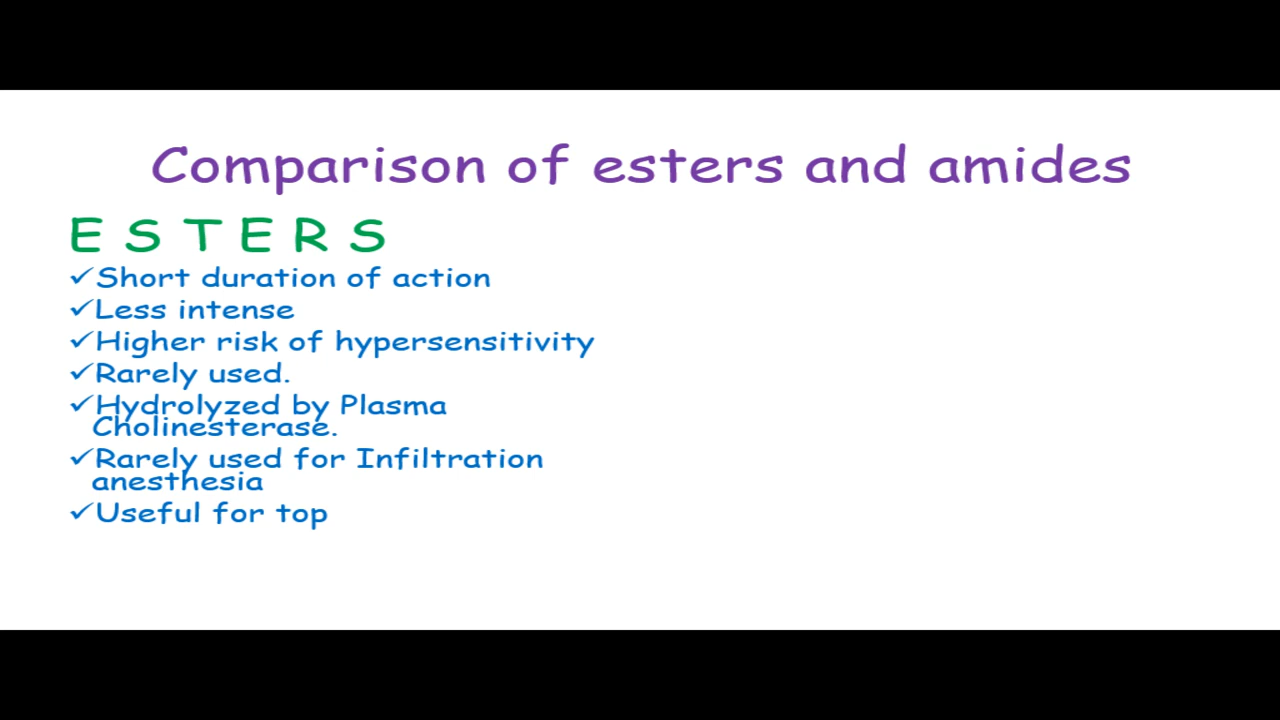 Comparison of esters and amides
E S T E R S
✓Short duration of action
✓Less intense
✓Higher risk of hypersensitivity
✓Rarely used.
✓Hydrolyzed by Plasma
Cholinesterase.
✓Rarely used for Infiltration
anesthesia
✓Useful for top